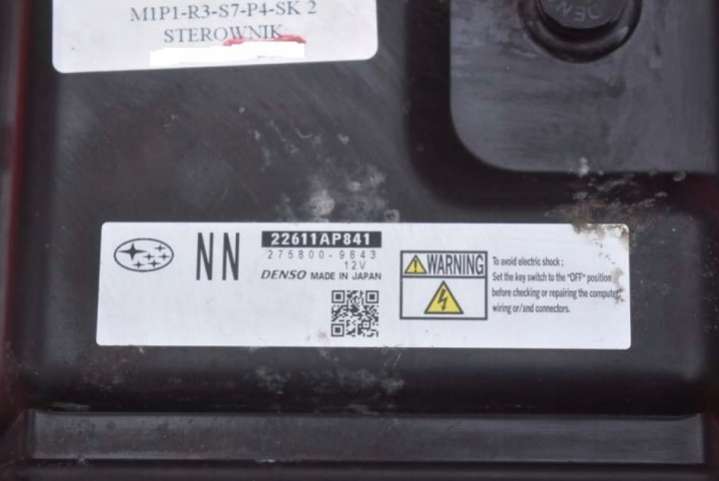 M1P1-R3-S7-P4-SK 2
STEROWNIK
NN
22611AP841
275800-9843
12V
DENSO MADE IN JAPAN
WARNING
To avoid electric shock ;
Set the key switch to the "OFF" position
before checking or repairing the computer
wiring or/and connectors.